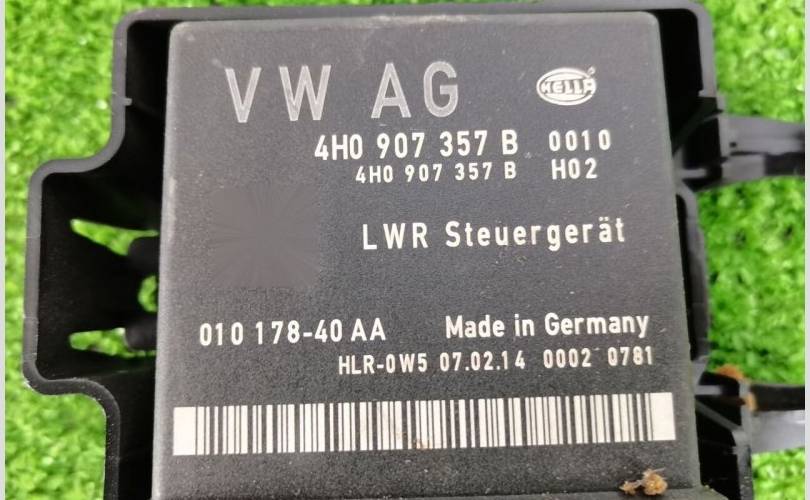 VW AG HELLA
4H0 907 357 B 0010
4H0 907 357 B H02
LWR Steuergerät
010 178-40 AA Made in Germany
HLR-0W5 07.02.14 0002 0781